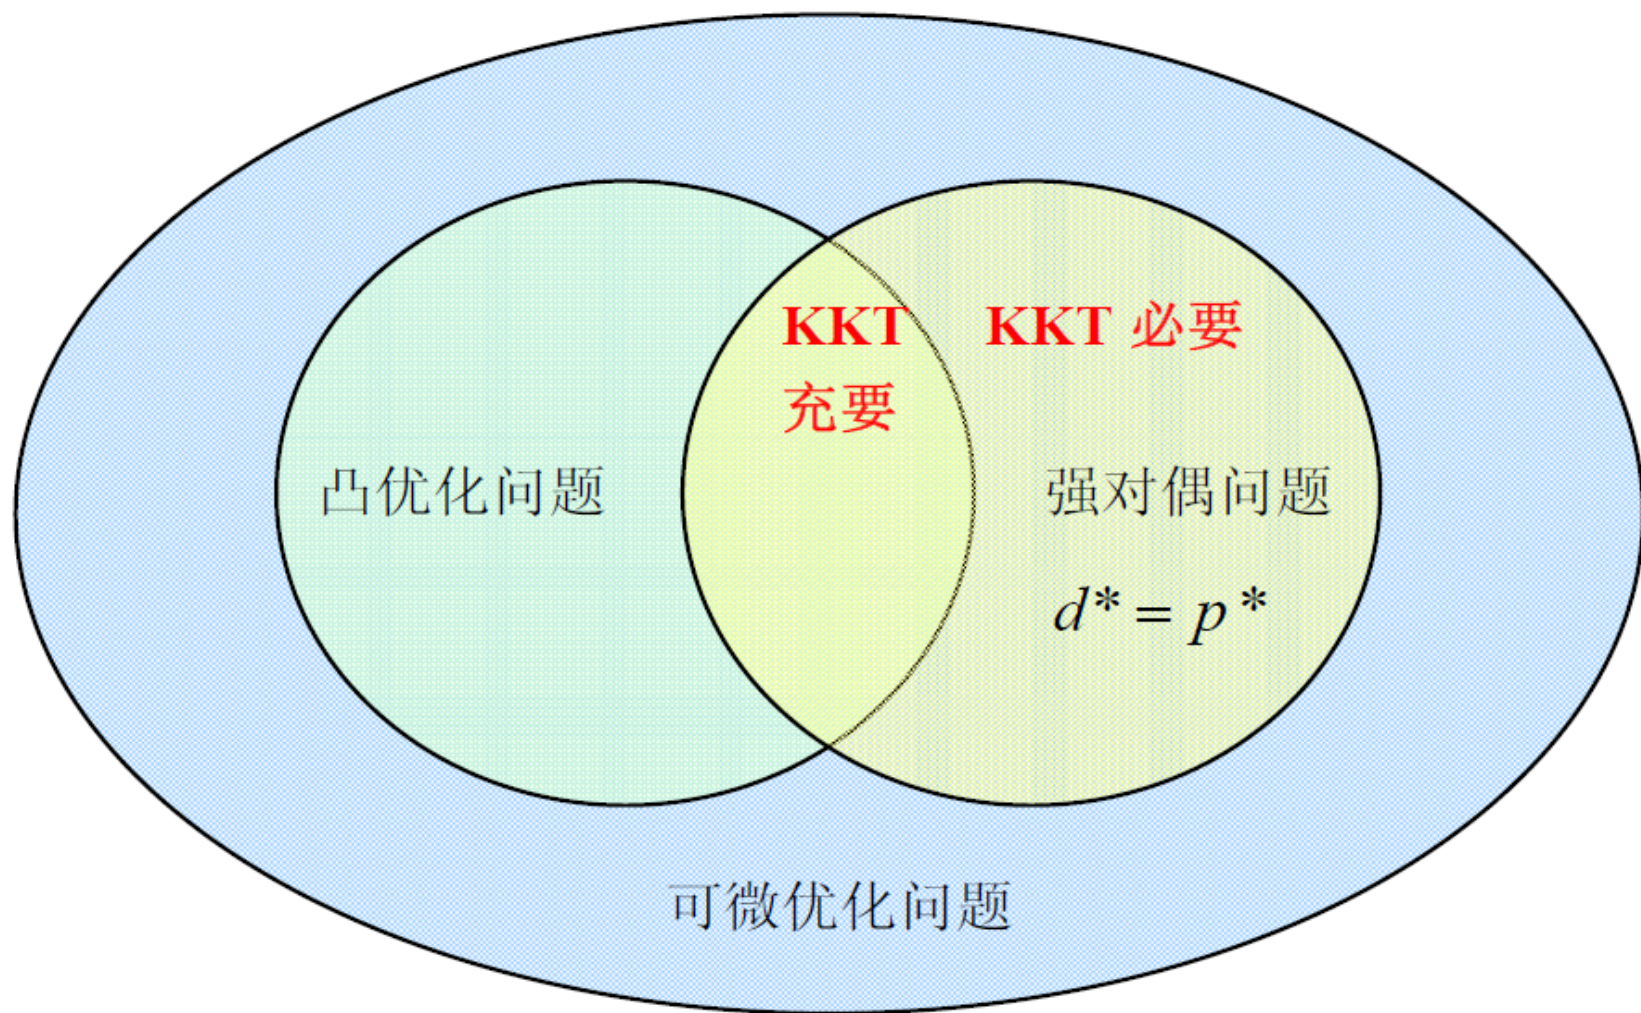 KKT
充要
KKT 必要
凸优化问题
强对偶问题
d* = p*
可微优化问题